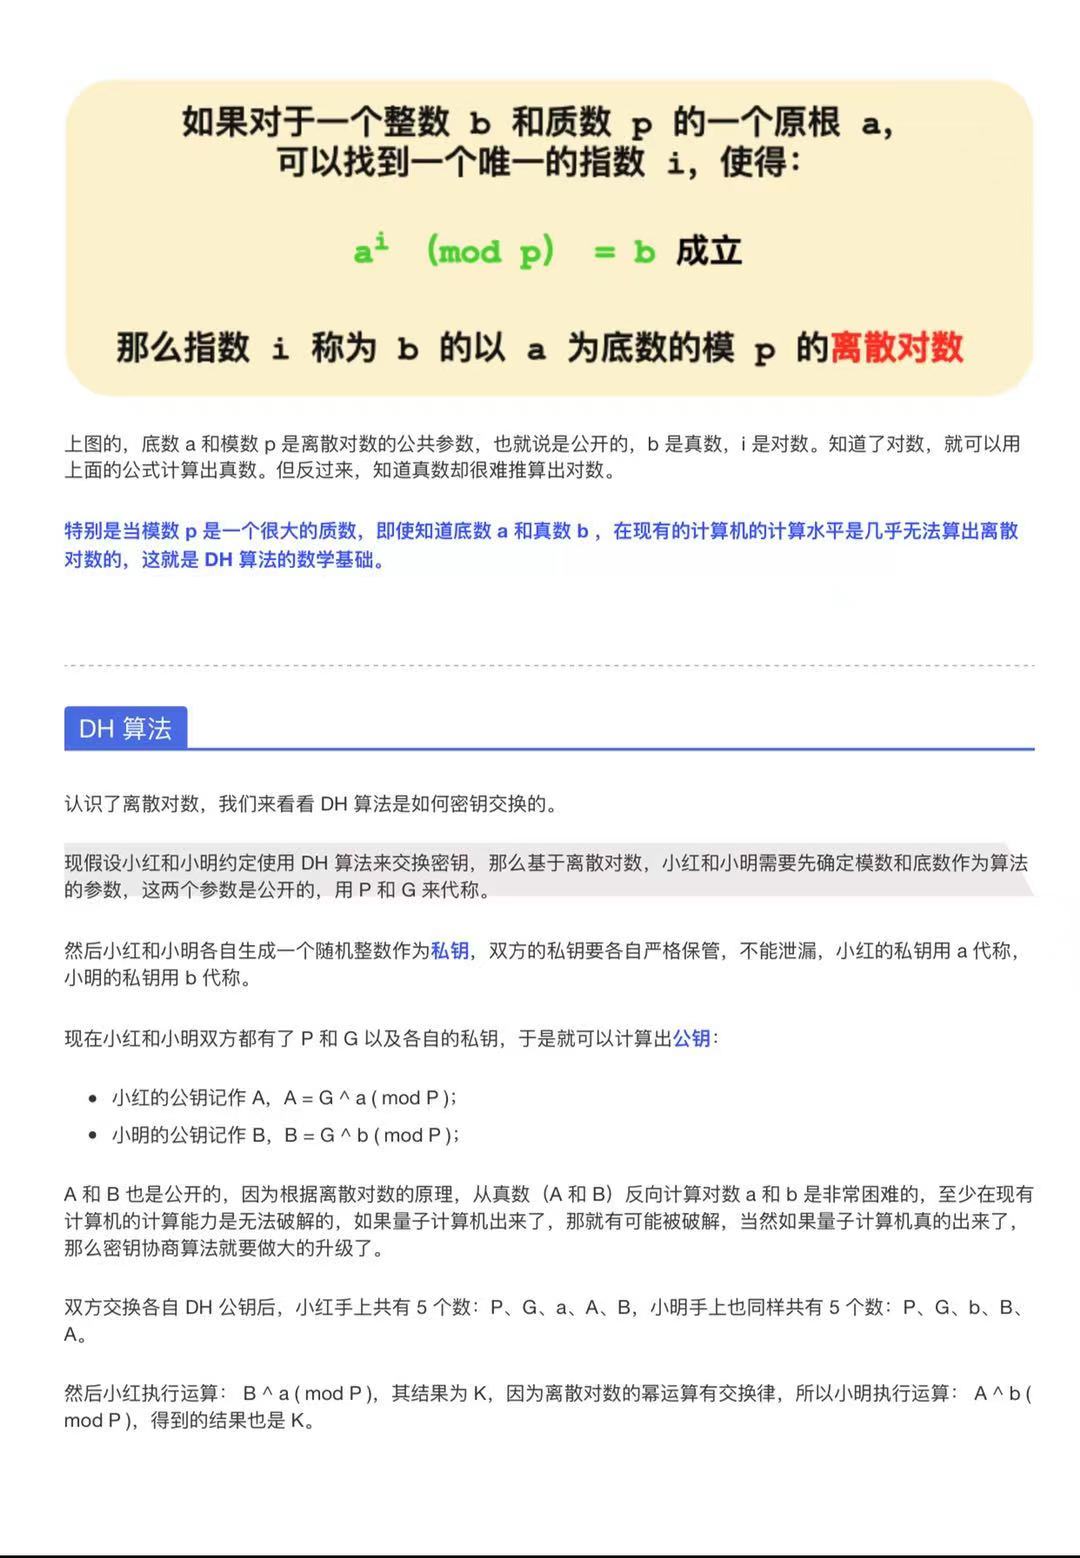 如果对于一个整数 b 和质数 p 的一个原根 a，
可以找到一个唯一的指数 i，使得：
aⁱ （mod p） = b 成立
那么指数 i 称为 b 的以 a 为底数的模 p 的离散对数
上图的，底数 a 和模数 p 是离散对数的公共参数，也就说是公开的，b 是真数，i 是对数。知道了对数，就可以用
上面的公式计算出真数。但反过来，知道真数却很难推算出对数。
特别是当模数 p 是一个很大的质数，即使知道底数 a 和真数 b ，在现有的计算机的计算水平是几乎无法算出离散
对数的，这就是 DH 算法的数学基础。
DH 算法
认识了离散对数，我们来看看 DH 算法是如何密钥交换的。
现假设小红和小明约定使用 DH 算法来交换密钥，那么基于离散对数，小红和小明需要先确定模数和底数作为算法
的参数，这两个参数是公开的，用 P 和 G 来代称。
然后小红和小明各自生成一个随机整数作为私钥，双方的私钥要各自严格保管，不能泄漏，小红的私钥用 a 代称，
小明的私钥用 b 代称。
现在小红和小明双方都有了 P 和 G 以及各自的私钥，于是就可以计算出公钥：
• 小红的公钥记作 A，A = G ^ a ( mod P )；
• 小明的公钥记作 B，B = G ^ b ( mod P )；
A 和 B 也是公开的，因为根据离散对数的原理，从真数（A 和 B）反向计算对数 a 和 b 是非常困难的，至少在现有
计算机的计算能力是无法破解的，如果量子计算机出来了，那就有可能被破解，当然如果量子计算机真的出来了，
那么密钥协商算法就要做大的升级了。
双方交换各自 DH 公钥后，小红手上共有 5 个数：P、G、a、A、B，小明手上也同样共有 5 个数：P、G、b、B、
A。
然后小红执行运算： B ^ a ( mod P )，其结果为 K，因为离散对数的幂运算有交换律，所以小明执行运算： A ^ b (
mod P )，得到的结果也是 K。